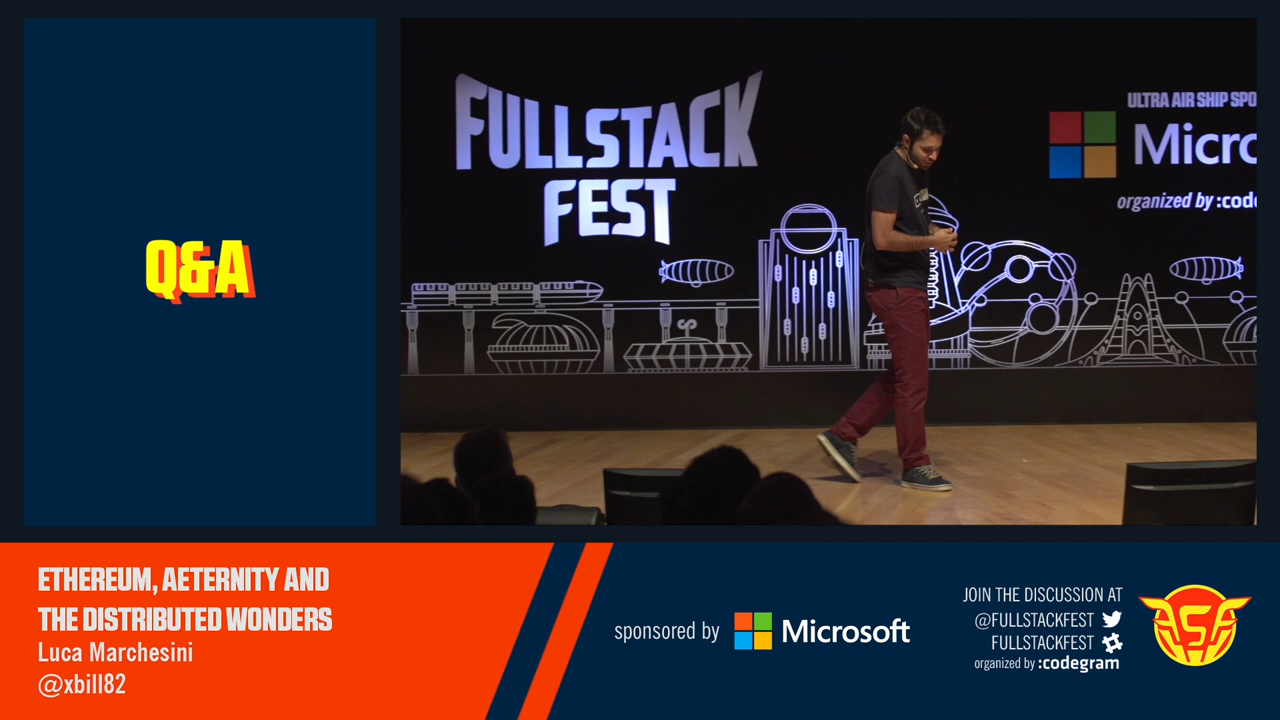 Q&A
FULLSTACK
FEST
ULTRA AIR SHIP SPO
Micro
organized by :code
ETHEREUM, AETERNITY AND
THE DISTRIBUTED WONDERS
Luca Marchesini
@xbill82
sponsored by
Microsoft
JOIN THE DISCUSSION AT
@FULLSTACKFEST
FULLSTACKFEST
organized by :codegram
FSF